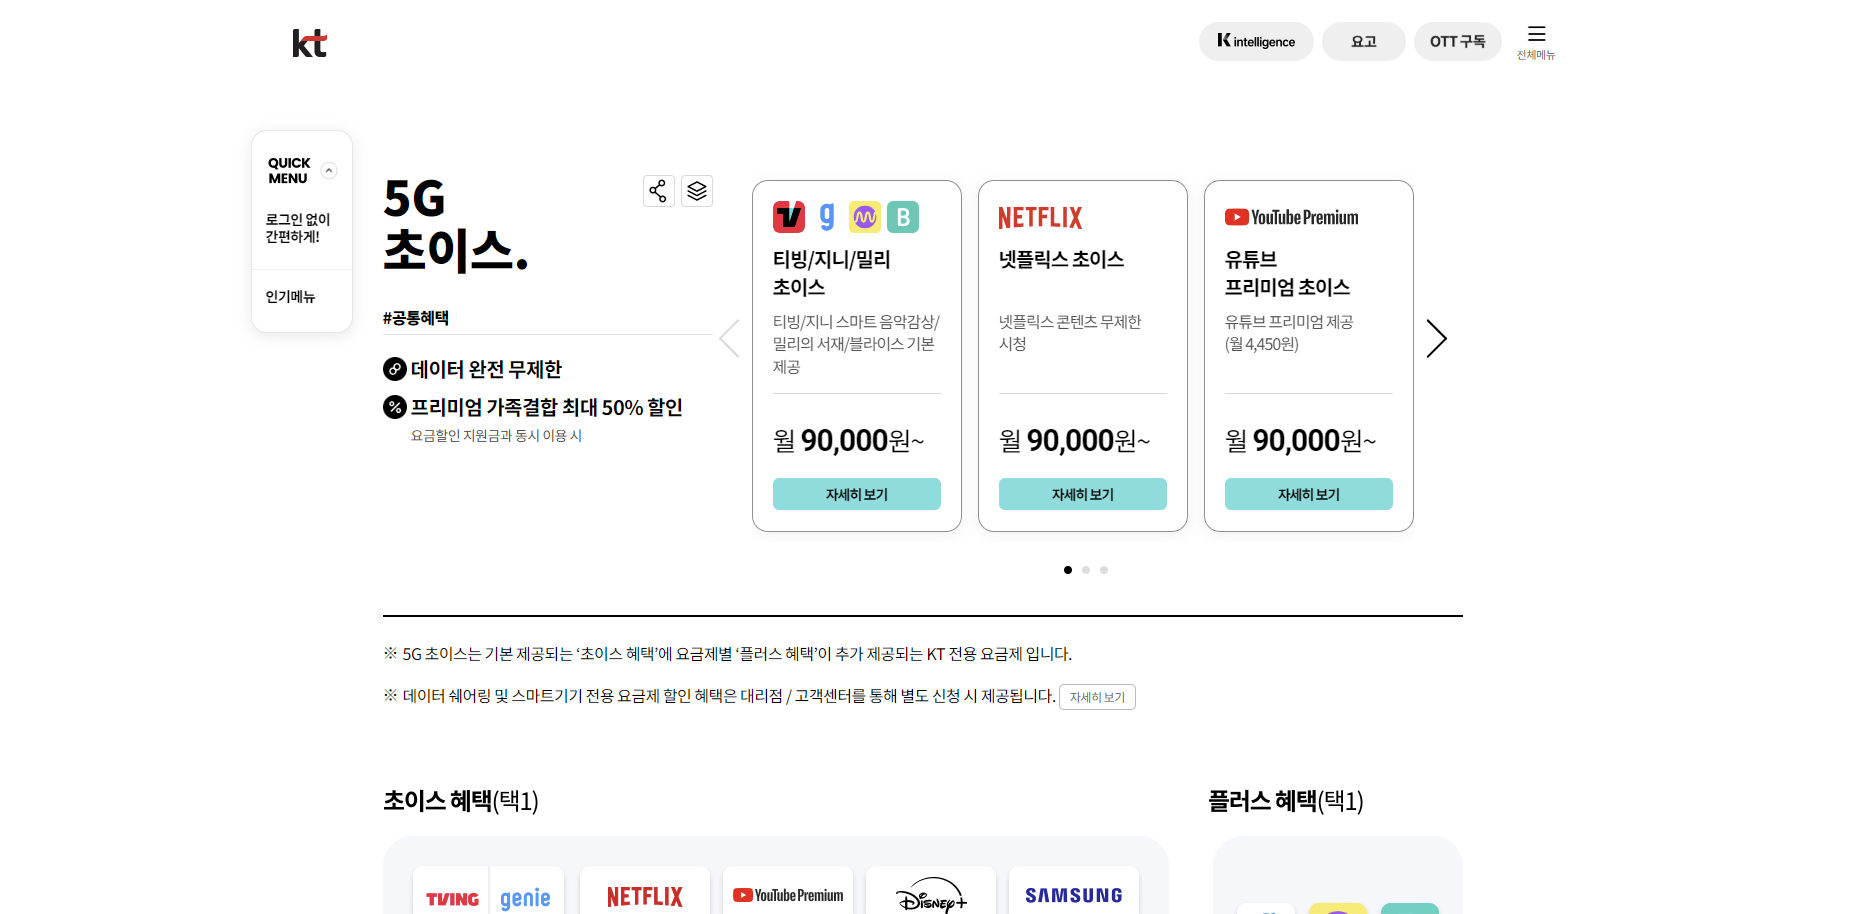 kt
K intelligence
요고
OTT 구독
전체메뉴
QUICK
MENU
로그인 없이
간편하게!
인기메뉴
5G
초이스.
#공통혜택
데이터 완전 무제한
프리미엄 가족결합 최대 50% 할인
요금할인 지원금과 동시 이용 시
TV g B
티빙/지니/밀리
초이스
티빙/지니 스마트 음악감상/
밀리의 서재/블라이스 기본
제공
월 90,000원~
자세히 보기
NETFLIX
넷플릭스 초이스
넷플릭스 콘텐츠 무제한
시청
월 90,000원~
자세히 보기
YouTube Premium
유튜브
프리미엄 초이스
유튜브 프리미엄 제공
(월 4,450원)
월 90,000원~
자세히 보기
※ 5G 초이스는 기본 제공되는 ‘초이스 혜택’에 요금제별 ‘플러스 혜택’이 추가 제공되는 KT 전용 요금제 입니다.
※ 데이터 쉐어링 및 스마트기기 전용 요금제 할인 혜택은 대리점 / 고객센터를 통해 별도 신청 시 제공됩니다. 자세히 보기
초이스 혜택(택1)
TVING
genie
NETFLIX
YouTube Premium
Disney+
SAMSUNG
플러스 혜택(택1)